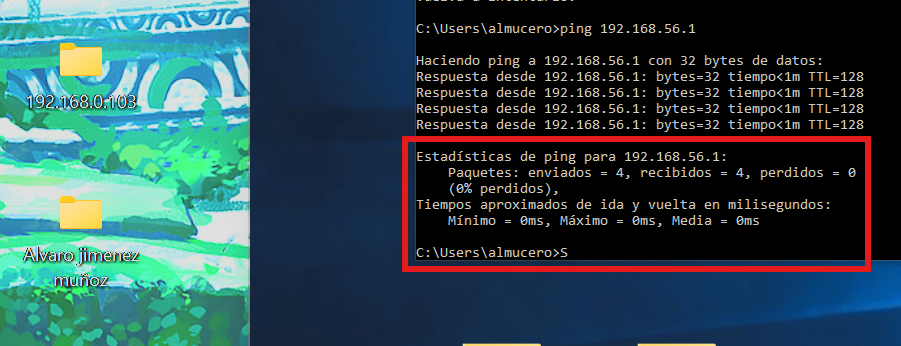 C:\Users\almucero>ping 192.168.56.1
Haciendo ping a 192.168.56.1 con 32 bytes de datos:
Respuesta desde 192.168.56.1: bytes=32 tiempo<1m TTL=128
Respuesta desde 192.168.56.1: bytes=32 tiempo<1m TTL=128
Respuesta desde 192.168.56.1: bytes=32 tiempo<1m TTL=128
Respuesta desde 192.168.56.1: bytes=32 tiempo<1m TTL=128
Estadísticas de ping para 192.168.56.1:
Paquetes: enviados = 4, recibidos = 4, perdidos = 0
(0% perdidos),
Tiempos aproximados de ida y vuelta en milisegundos:
Mínimo = 0ms, Máximo = 0ms, Media = 0ms
C:\Users\almucero>S
192.168.0.103
Alvaro jimenez
muñoz